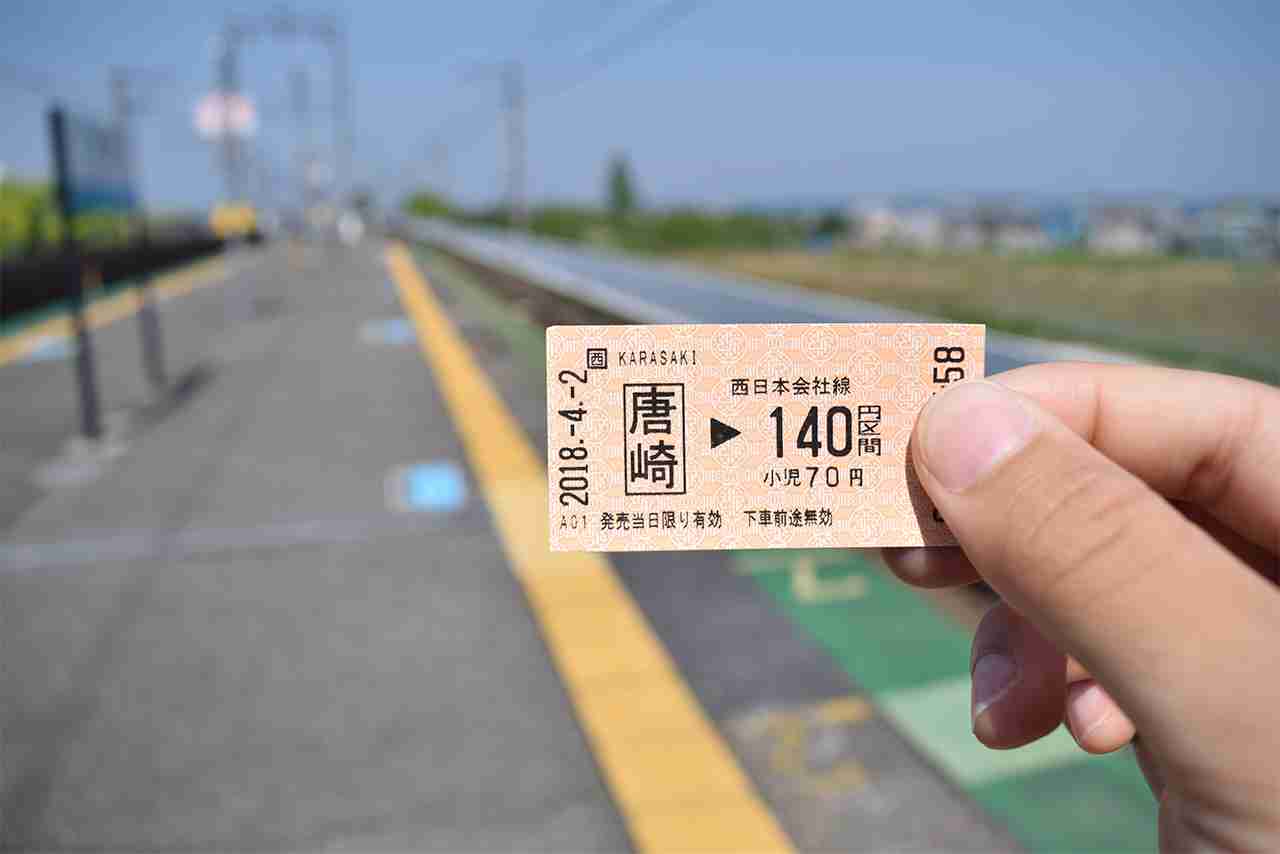 西 KARASAKI
2018.-4.-2
唐崎
▶
西日本会社線
140円区間
小児70円
58
A01 発売当日限り有効 下車前途無効